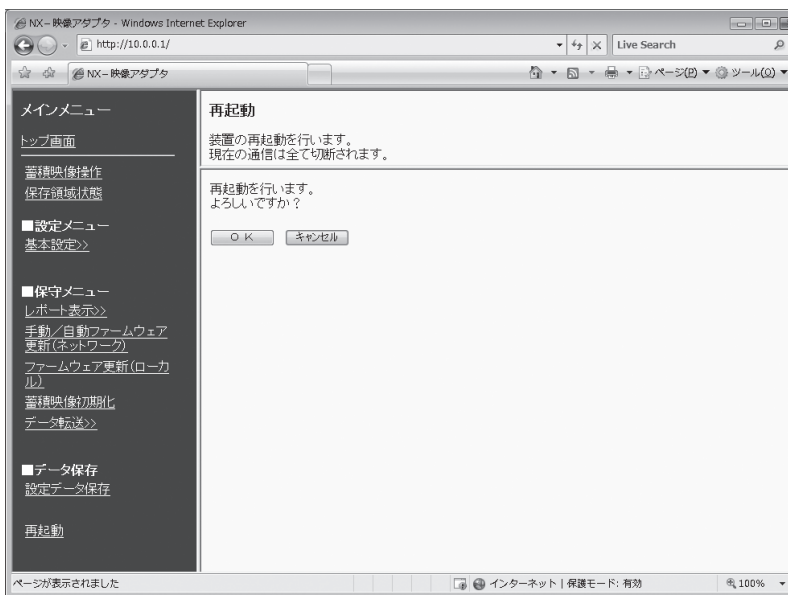 NX－映像アダプタ - Windows Internet Explorer
http://10.0.0.1/
Live Search
NX－映像アダプタ
ページ(P)
ツール(O)
メインメニュー
トップ画面
蓄積映像操作
保存領域状態
■設定メニュー
基本設定>>
■保守メニュー
レポート表示>>
手動／自動ファームウェア
更新(ネットワーク)
ファームウェア更新(ローカ
ル)
蓄積映像初期化
データ転送>>
■データ保存
設定データ保存
再起動
再起動
装置の再起動を行います。
現在の通信は全て切断されます。
再起動を行います。
よろしいですか？
ＯＫ
キャンセル
ページが表示されました
インターネット | 保護モード: 有効
100%